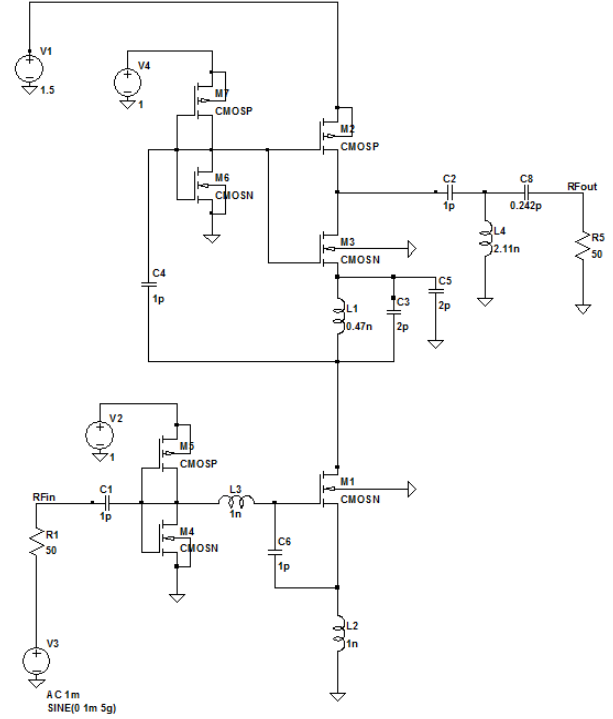 V1
1.5
V4
1
M7
CMOSP
M2
CMOSP
M6
CMOSN
C2
1p
C8
0.242p
RFout
L4
2.11n
R5
50
M3
CMOSN
C4
1p
L1
0.47n
C3
2p
C5
2p
V2
1
M5
CMOSP
M1
CMOSN
RFin
C1
1p
L3
1n
M4
CMOSN
R1
50
C6
1p
L2
1n
V3
AC 1m
SINE(0 1m 5g)